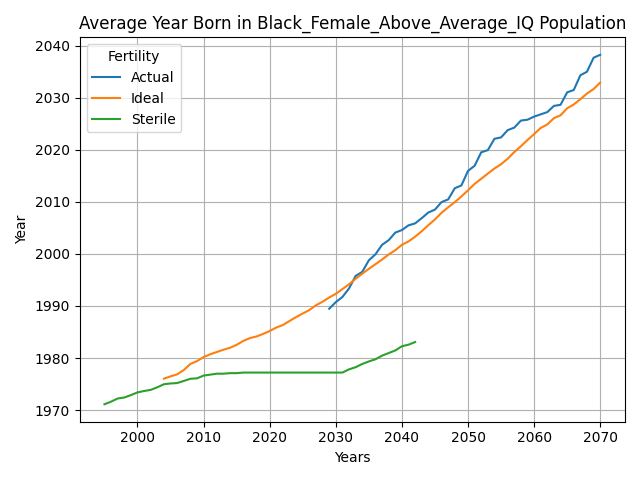 Average Year Born in Black_Female_Above_Average_IQ Population
Fertility
Actual
Ideal
Sterile
2040
2030
2020
2010
2000
1990
1980
1970
Year
2000 2010 2020 2030 2040 2050 2060 2070
Years